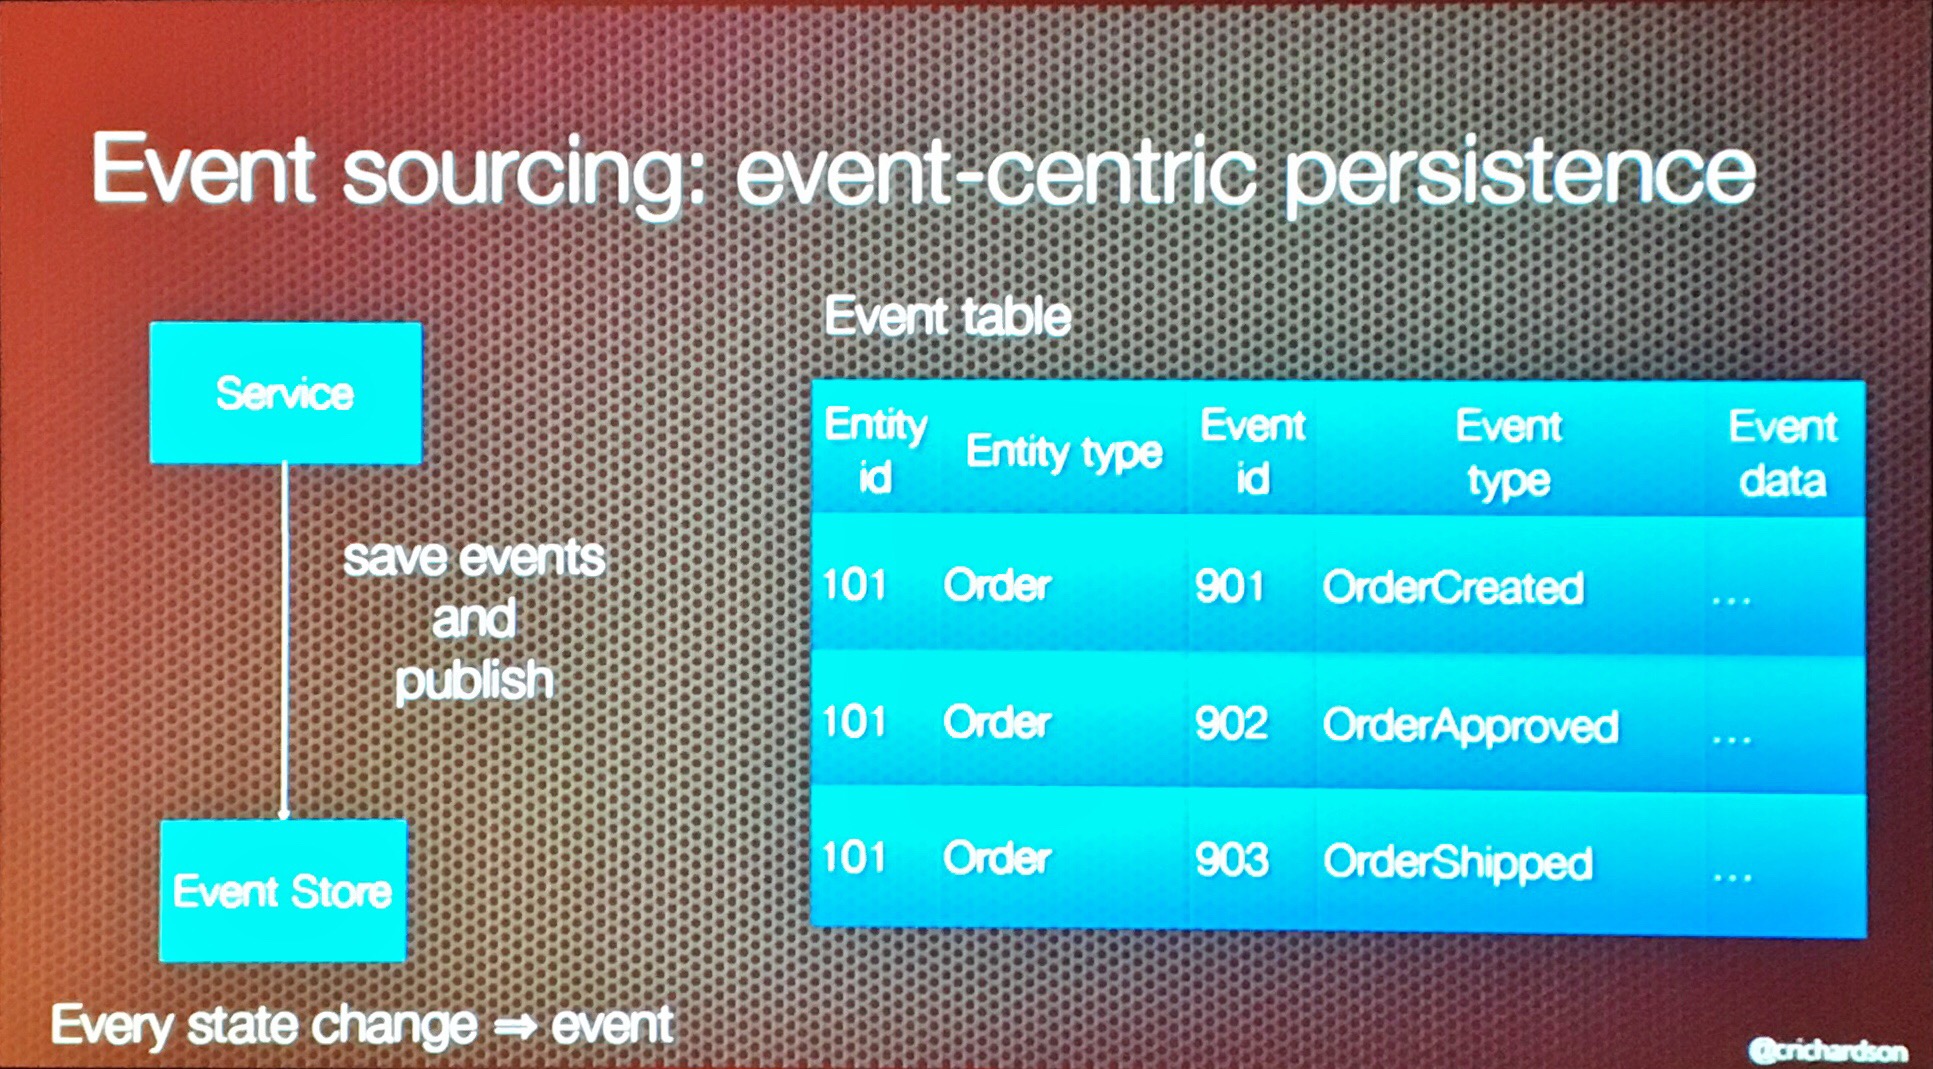 Event sourcing: event-centric persistence
Service
save events
and
publish
Event Store
Every state change ⇒ event
Event table
Entity id Entity type Event id Event type Event data
101 Order 901 OrderCreated ...
101 Order 902 OrderApproved ...
101 Order 903 OrderShipped ...
@crichardson